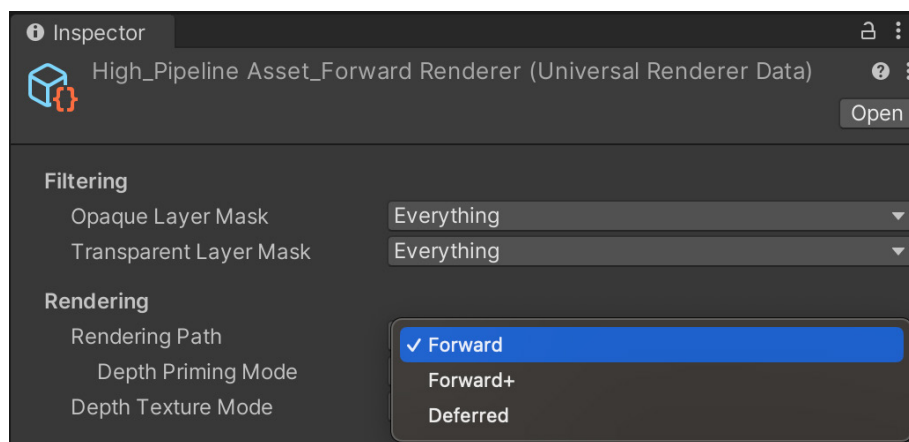 Inspector
High_Pipeline Asset_Forward Renderer (Universal Renderer Data)
Open
Filtering
Opaque Layer Mask Everything
Transparent Layer Mask Everything
Rendering
Rendering Path
✓ Forward
Depth Priming Mode
Forward+
Depth Texture Mode
Deferred